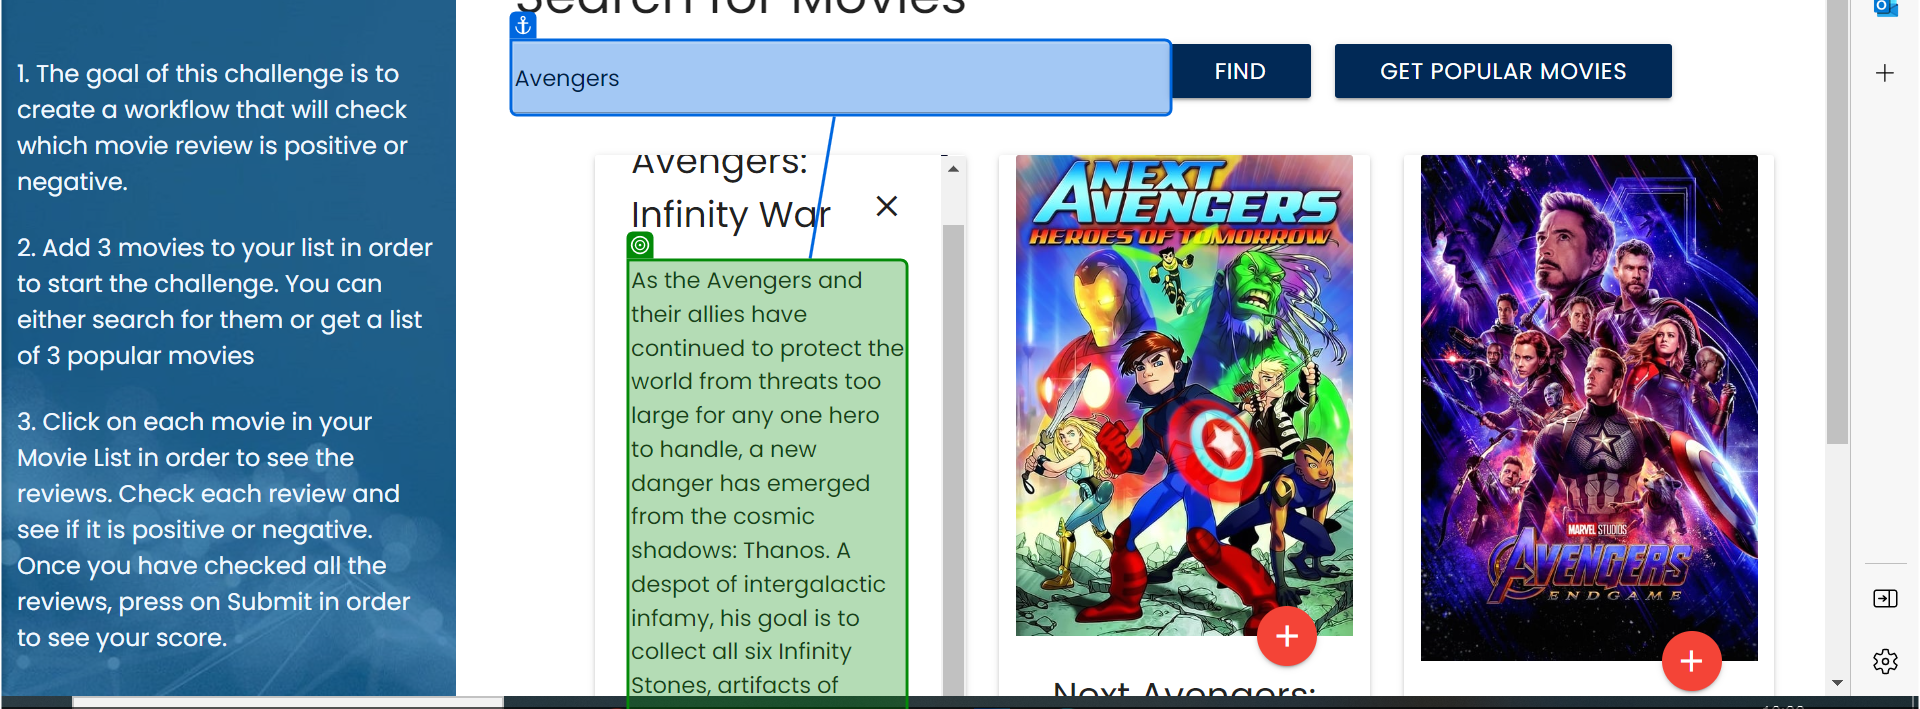 Search for Movies
1. The goal of this challenge is to
create a workflow that will check
which movie review is positive or
negative.
2. Add 3 movies to your list in order
to start the challenge. You can
either search for them or get a list
of 3 popular movies
3. Click on each movie in your
Movie List in order to see the
reviews. Check each review and
see if it is positive or negative.
Once you have checked all the
reviews, press on Submit in order
to see your score.
Avengers
FIND
GET POPULAR MOVIES
Avengers:
Infinity War
As the Avengers and
their allies have
continued to protect the
world from threats too
large for any one hero
to handle, a new
danger has emerged
from the cosmic
shadows: Thanos. A
despot of intergalactic
infamy, his goal is to
collect all six Infinity
Stones, artifacts of
NEXT
AVENGERS
HEROES OF TOMORROW
Next Avengers:
MARVEL STUDIOS
AVENGERS
ENDGAME